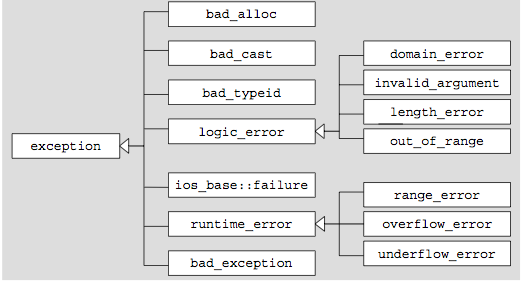 bad_alloc
bad_cast
domain_error
invalid_argument
bad_typeid
length_error
logic_error
out_of_range
exception
ios_base::failure
range_error
runtime_error
overflow_error
underflow_error
bad_exception